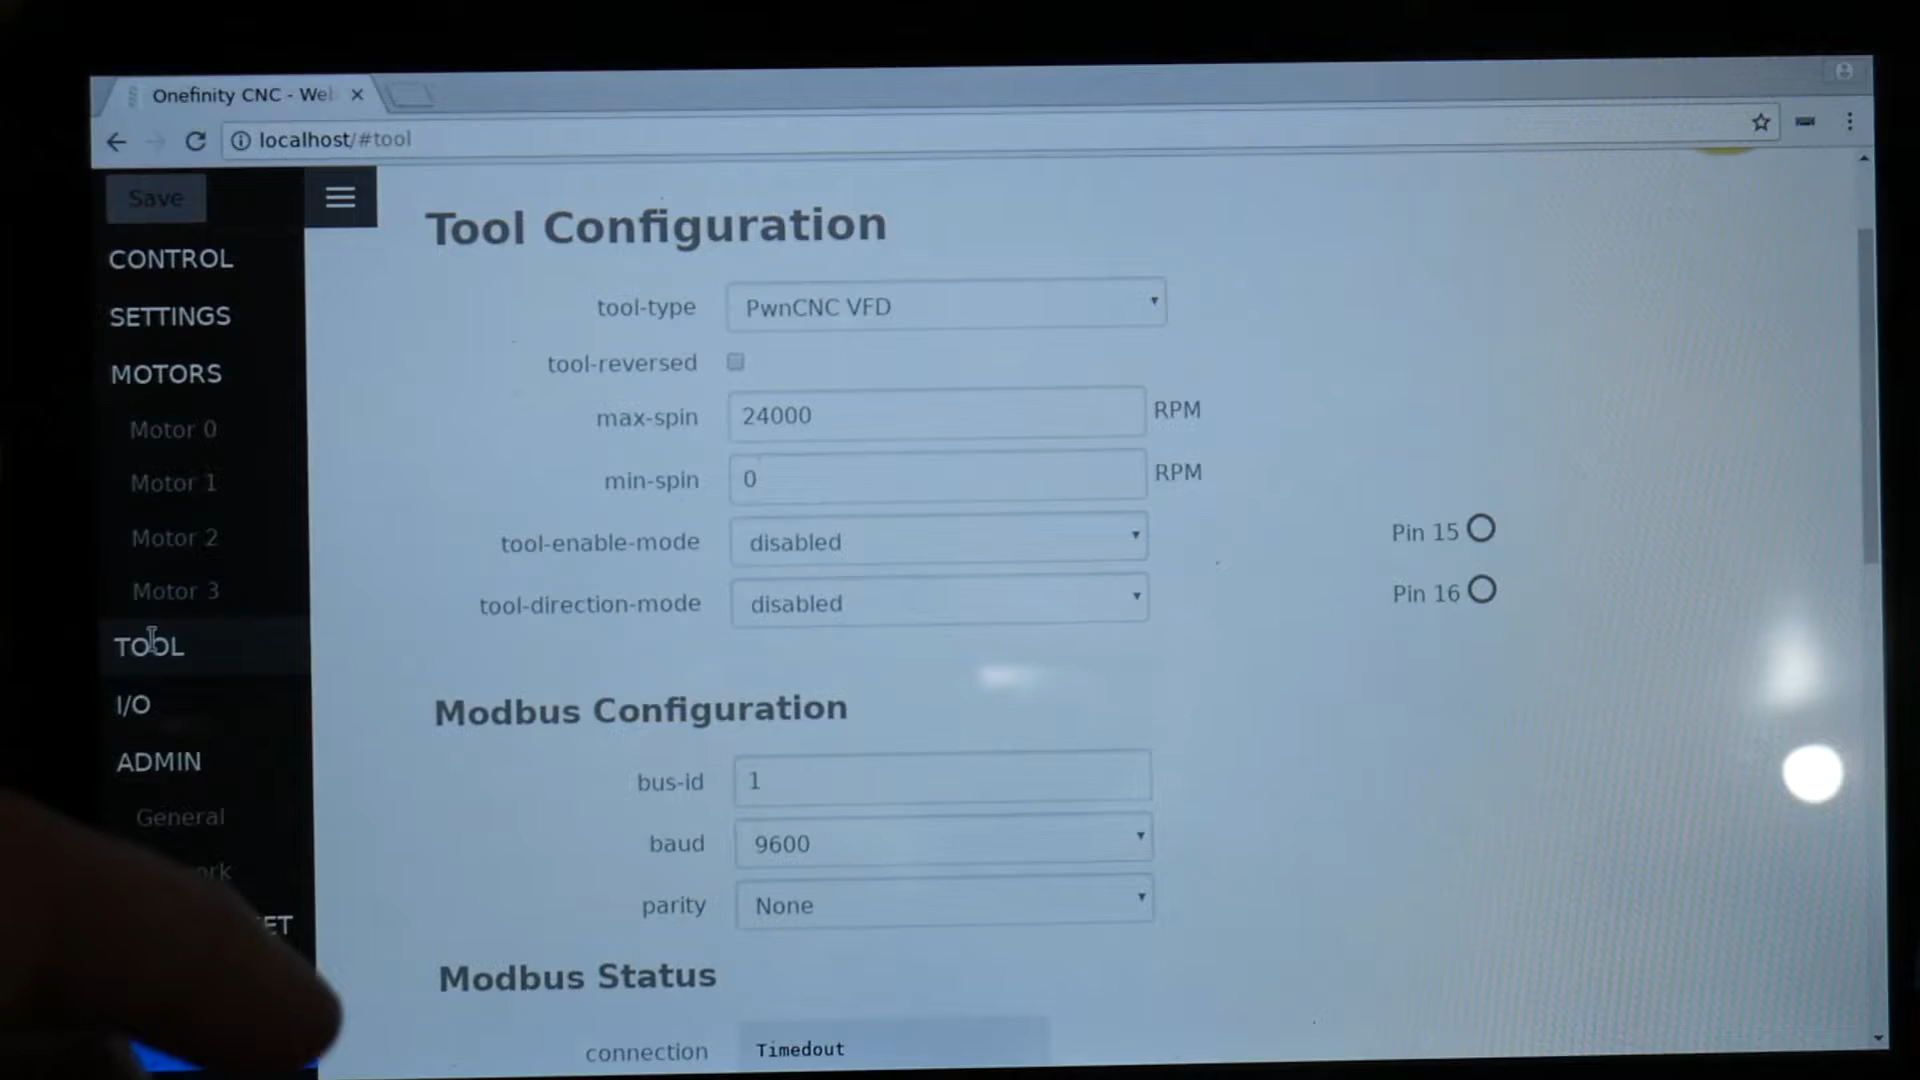 Onefinity CNC - Web
localhost/#tool
Save
CONTROL
SETTINGS
MOTORS
Motor 0
Motor 1
Motor 2
Motor 3
TOOL
I/O
ADMIN
General
ork
ET
Tool Configuration
tool-type PwnCNC VFD
tool-reversed
max-spin 24000 RPM
min-spin 0 RPM
tool-enable-mode disabled Pin 15
tool-direction-mode disabled Pin 16
Modbus Configuration
bus-id 1
baud 9600
parity None
Modbus Status
connection Timedout